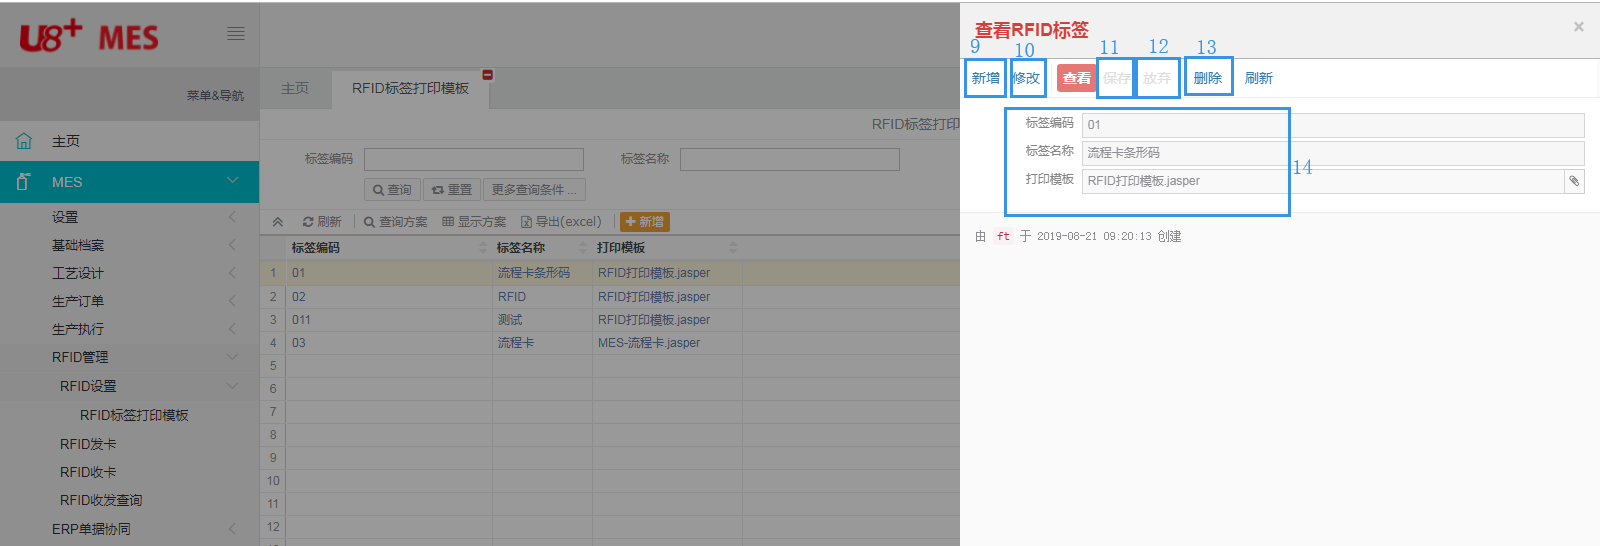 U8+ MES
菜单&导航
主页
MES
设置
基础档案
工艺设计
生产订单
生产执行
RFID管理
RFID设置
RFID标签打印模板
RFID发卡
RFID收卡
RFID收发查询
ERP单据协同
主页 RFID标签打印模板
RFID标签打印
标签编码 标签名称
查询 重置 更多查询条件 ...
刷新 查询方案 显示方案 导出(excel) 新增
标签编码 标签名称 打印模板
1 01 流程卡条形码 RFID打印模板.jasper
2 02 RFID RFID打印模板.jasper
3 011 测试 RFID打印模板.jasper
4 03 流程卡 MES-流程卡.jasper
5
6
7
8
9
10
11
12
查看RFID标签 ×
9 10 11 12 13
新增 修改 查看 保存 放弃 删除 刷新
标签编码 01
标签名称 流程卡条形码
14
打印模板 RFID打印模板.jasper
由 ft 于 2019-08-21 09:20:13 创建